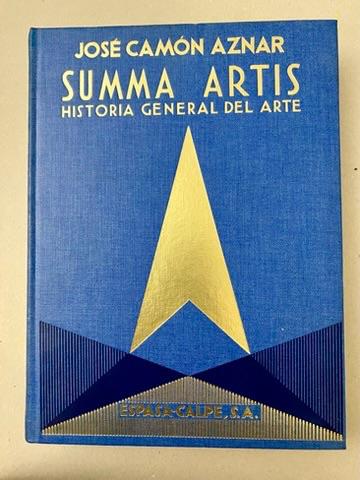 JOSÉ CAMÓN AZNAR
SUMMA ARTIS
HISTORIA GENERAL DEL ARTE
ESPASA-CALPE, S.A.